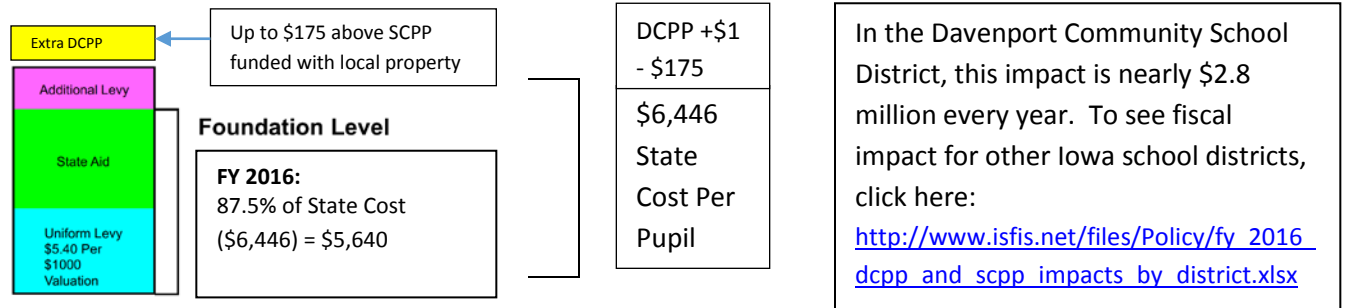 Extra DCPP
Up to $175 above SCPP
funded with local property
Additional Levy
State Aid
Uniform Levy
$5.40 Per
$1000
Valuation
Foundation Level
FY 2016:
87.5% of State Cost
($6,446) = $5,640
DCPP +$1
- $175
$6,446
State
Cost Per
Pupil
In the Davenport Community School
District, this impact is nearly $2.8
million every year.  To see fiscal
impact for other Iowa school districts,
click here:
http://www.isfis.net/files/Policy/fy_2016_
dcpp_and_scpp_impacts_by_district.xlsx